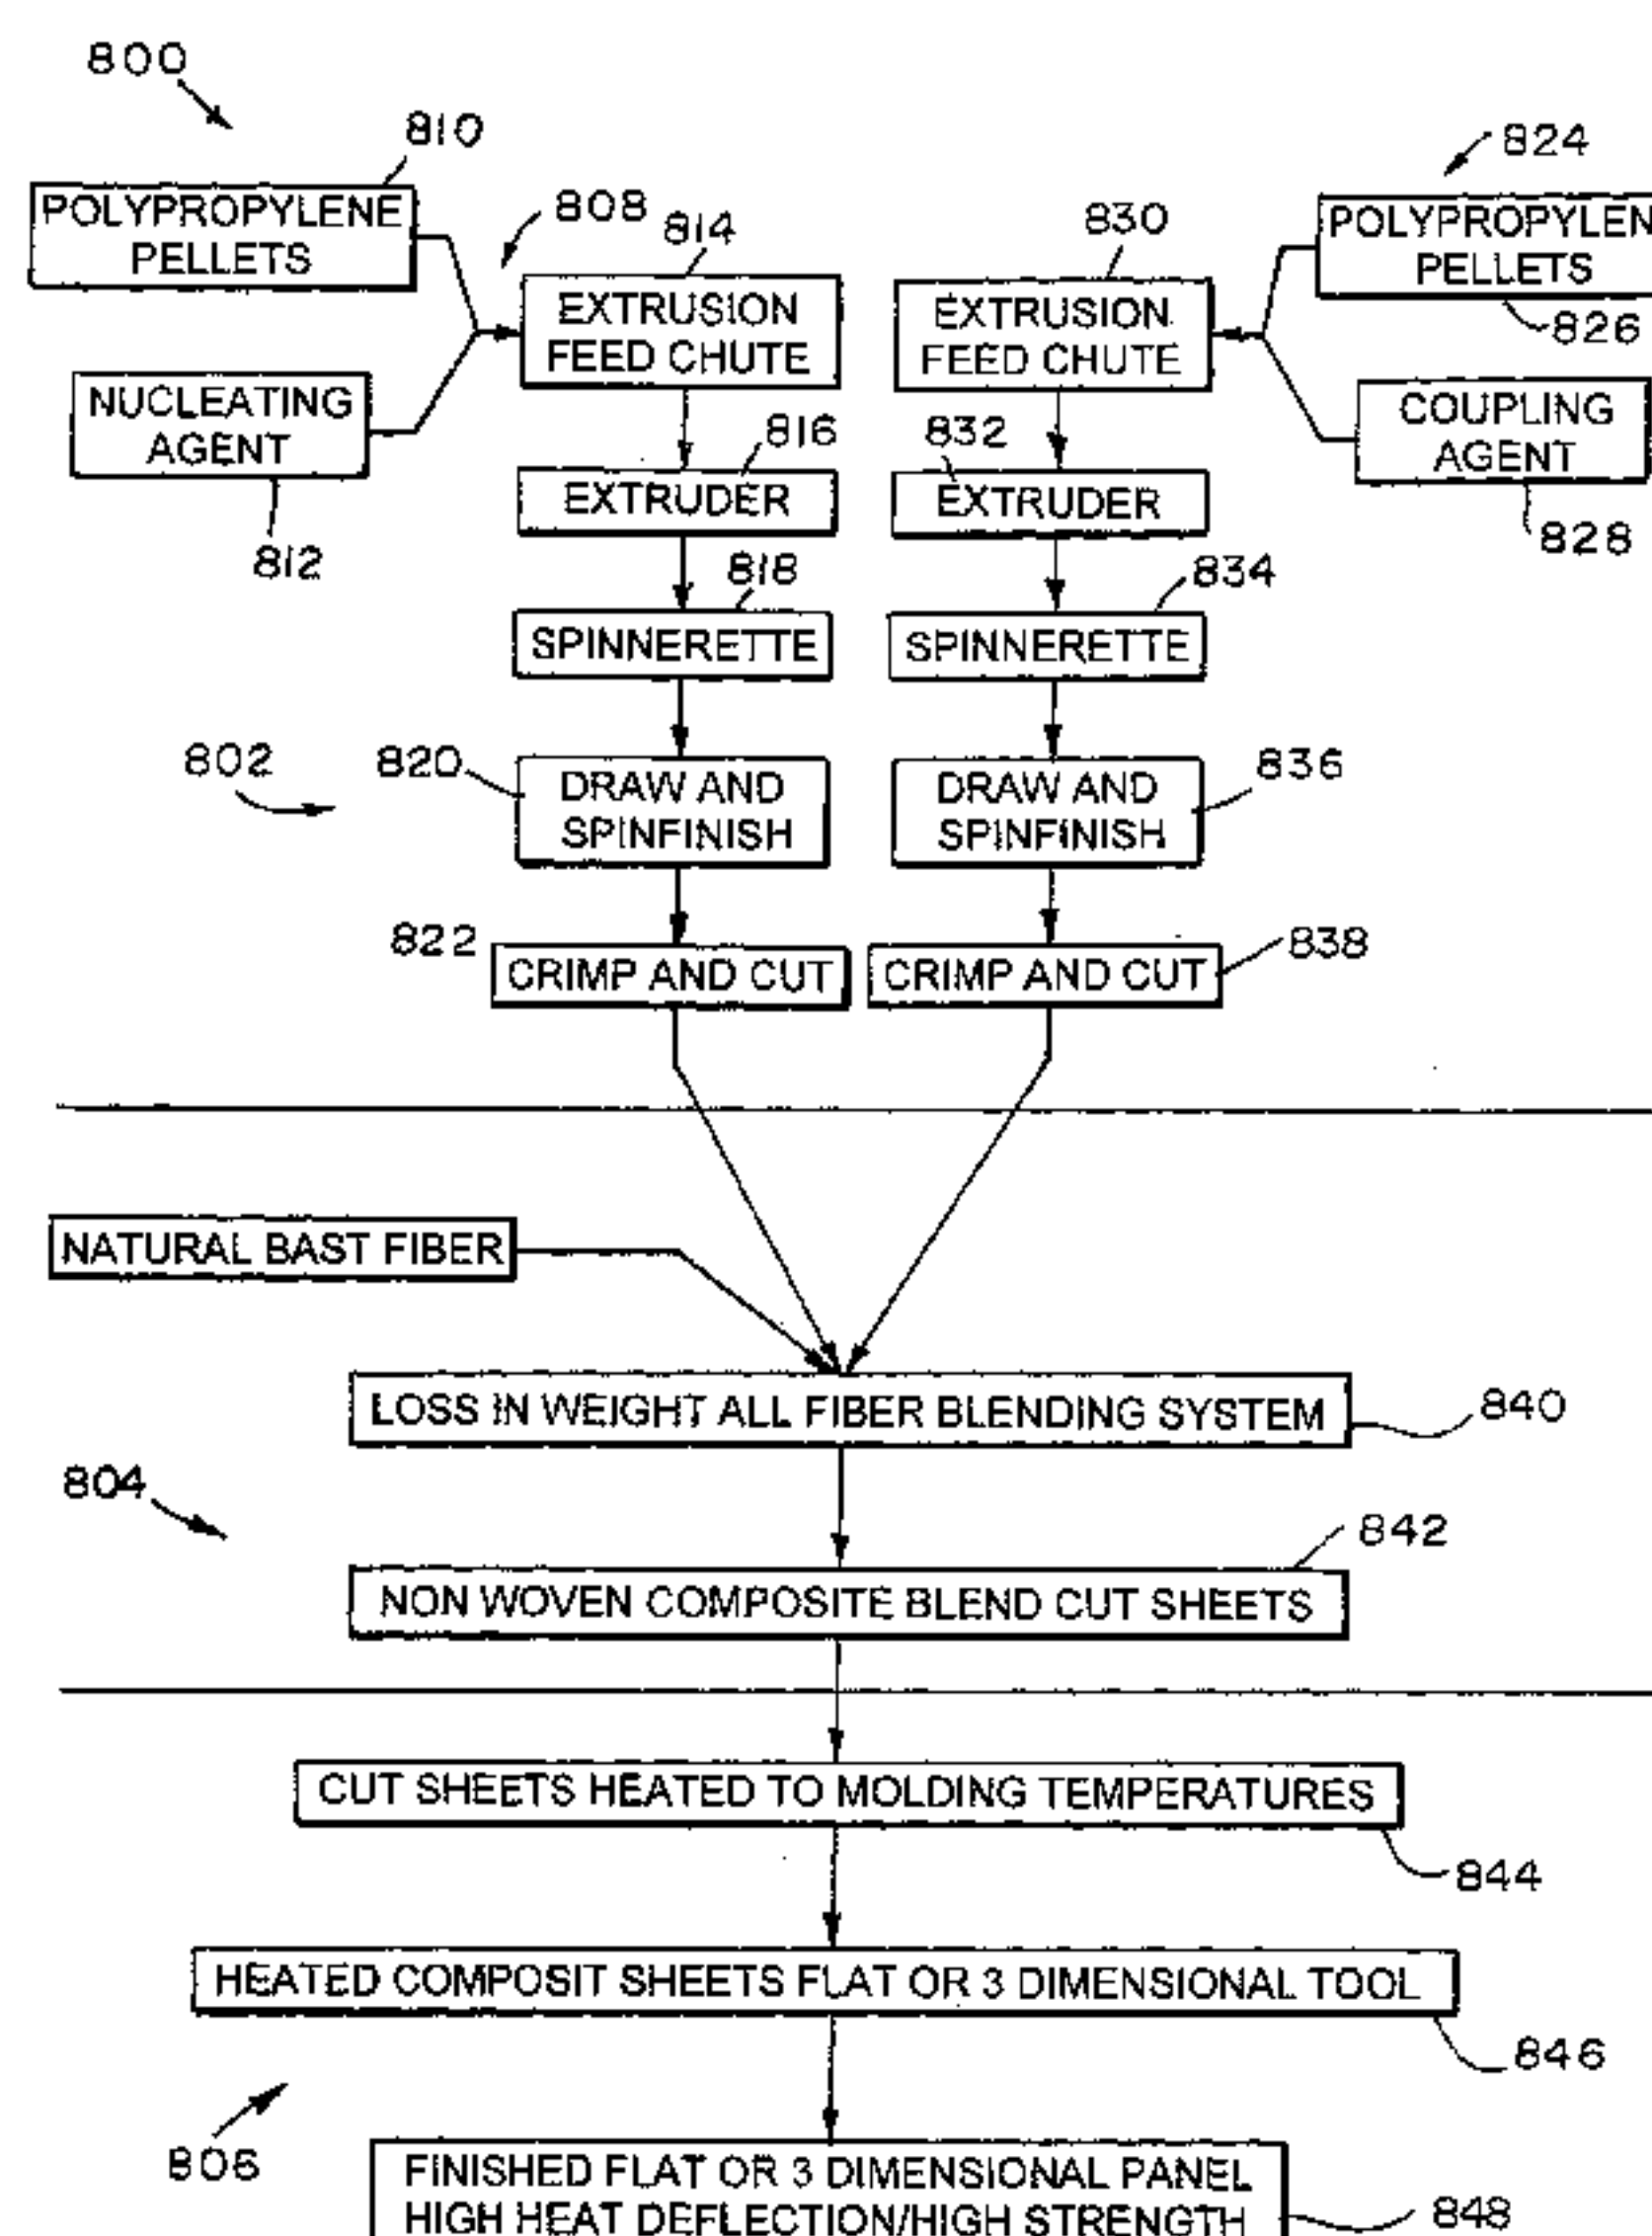 800
810
POLYPROPYLENE
PELLETS
808
814
830
824
POLYPROPYLEN
PELLETS
826
EXTRUSION
FEED CHUTE
EXTRUSION
FEED CHUTE
NUCLEATING
AGENT
812
COUPLING
AGENT
828
816
832
EXTRUDER
EXTRUDER
818
834
SPINNERETTE
SPINNERETTE
802
820
DRAW AND
SPINFINISH
DRAW AND
SPINFINISH
836
822
CRIMP AND CUT
CRIMP AND CUT
838
NATURAL BAST FIBER
LOSS IN WEIGHT ALL FIBER BLENDING SYSTEM
840
804
842
NON WOVEN COMPOSITE BLEND CUT SHEETS
CUT SHEETS HEATED TO MOLDING TEMPERATURES
844
HEATED COMPOSIT SHEETS FLAT OR 3 DIMENSIONAL TOOL
846
806
FINISHED FLAT OR 3 DIMENSIONAL PANEL
HIGH HEAT DEFLECTION/HIGH STRENGTH
848